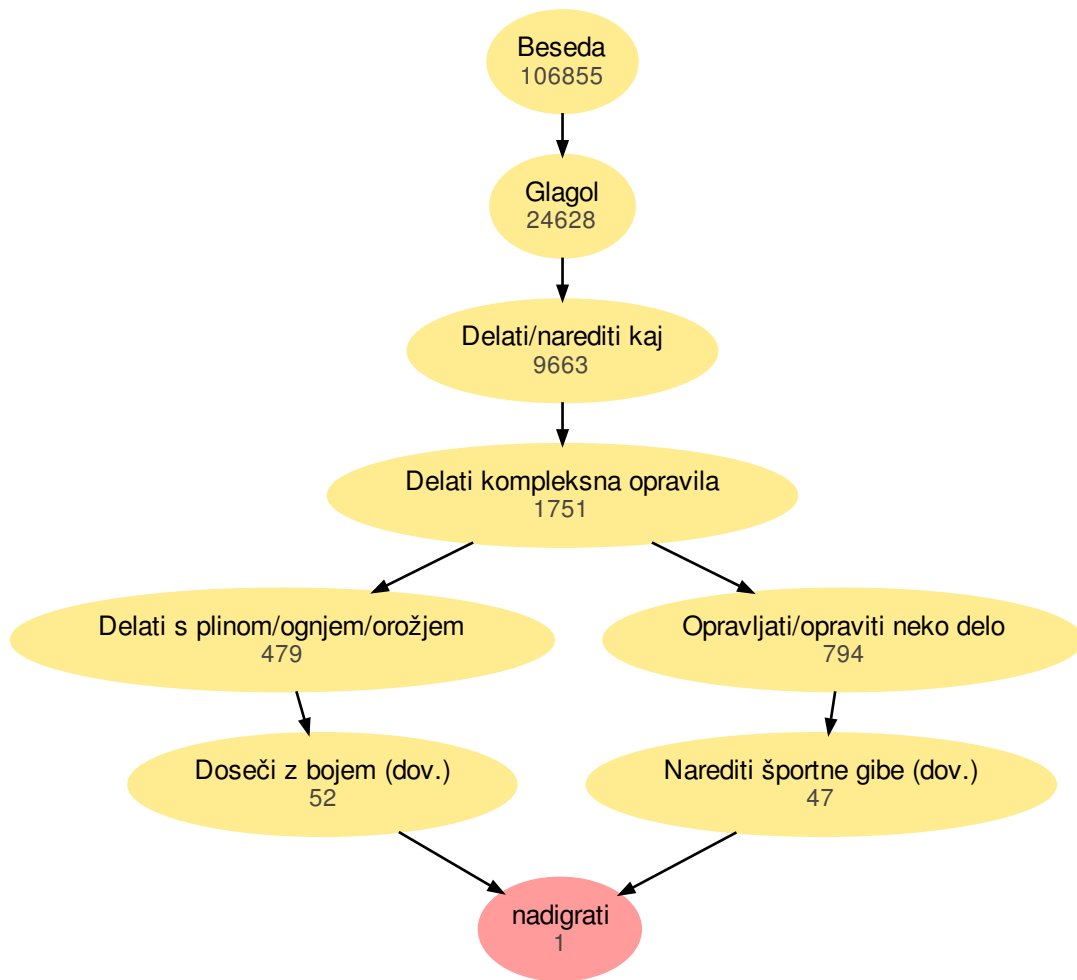 Beseda
106855
Glagol
24628
Delati/narediti kaj
9663
Delati kompleksna opravila
1751
Delati s plinom/ognjem/orožjem
479
Opravljati/opraviti neko delo
794
Doseči z bojem (dov.)
52
Narediti športne gibe (dov.)
47
nadigrati
1